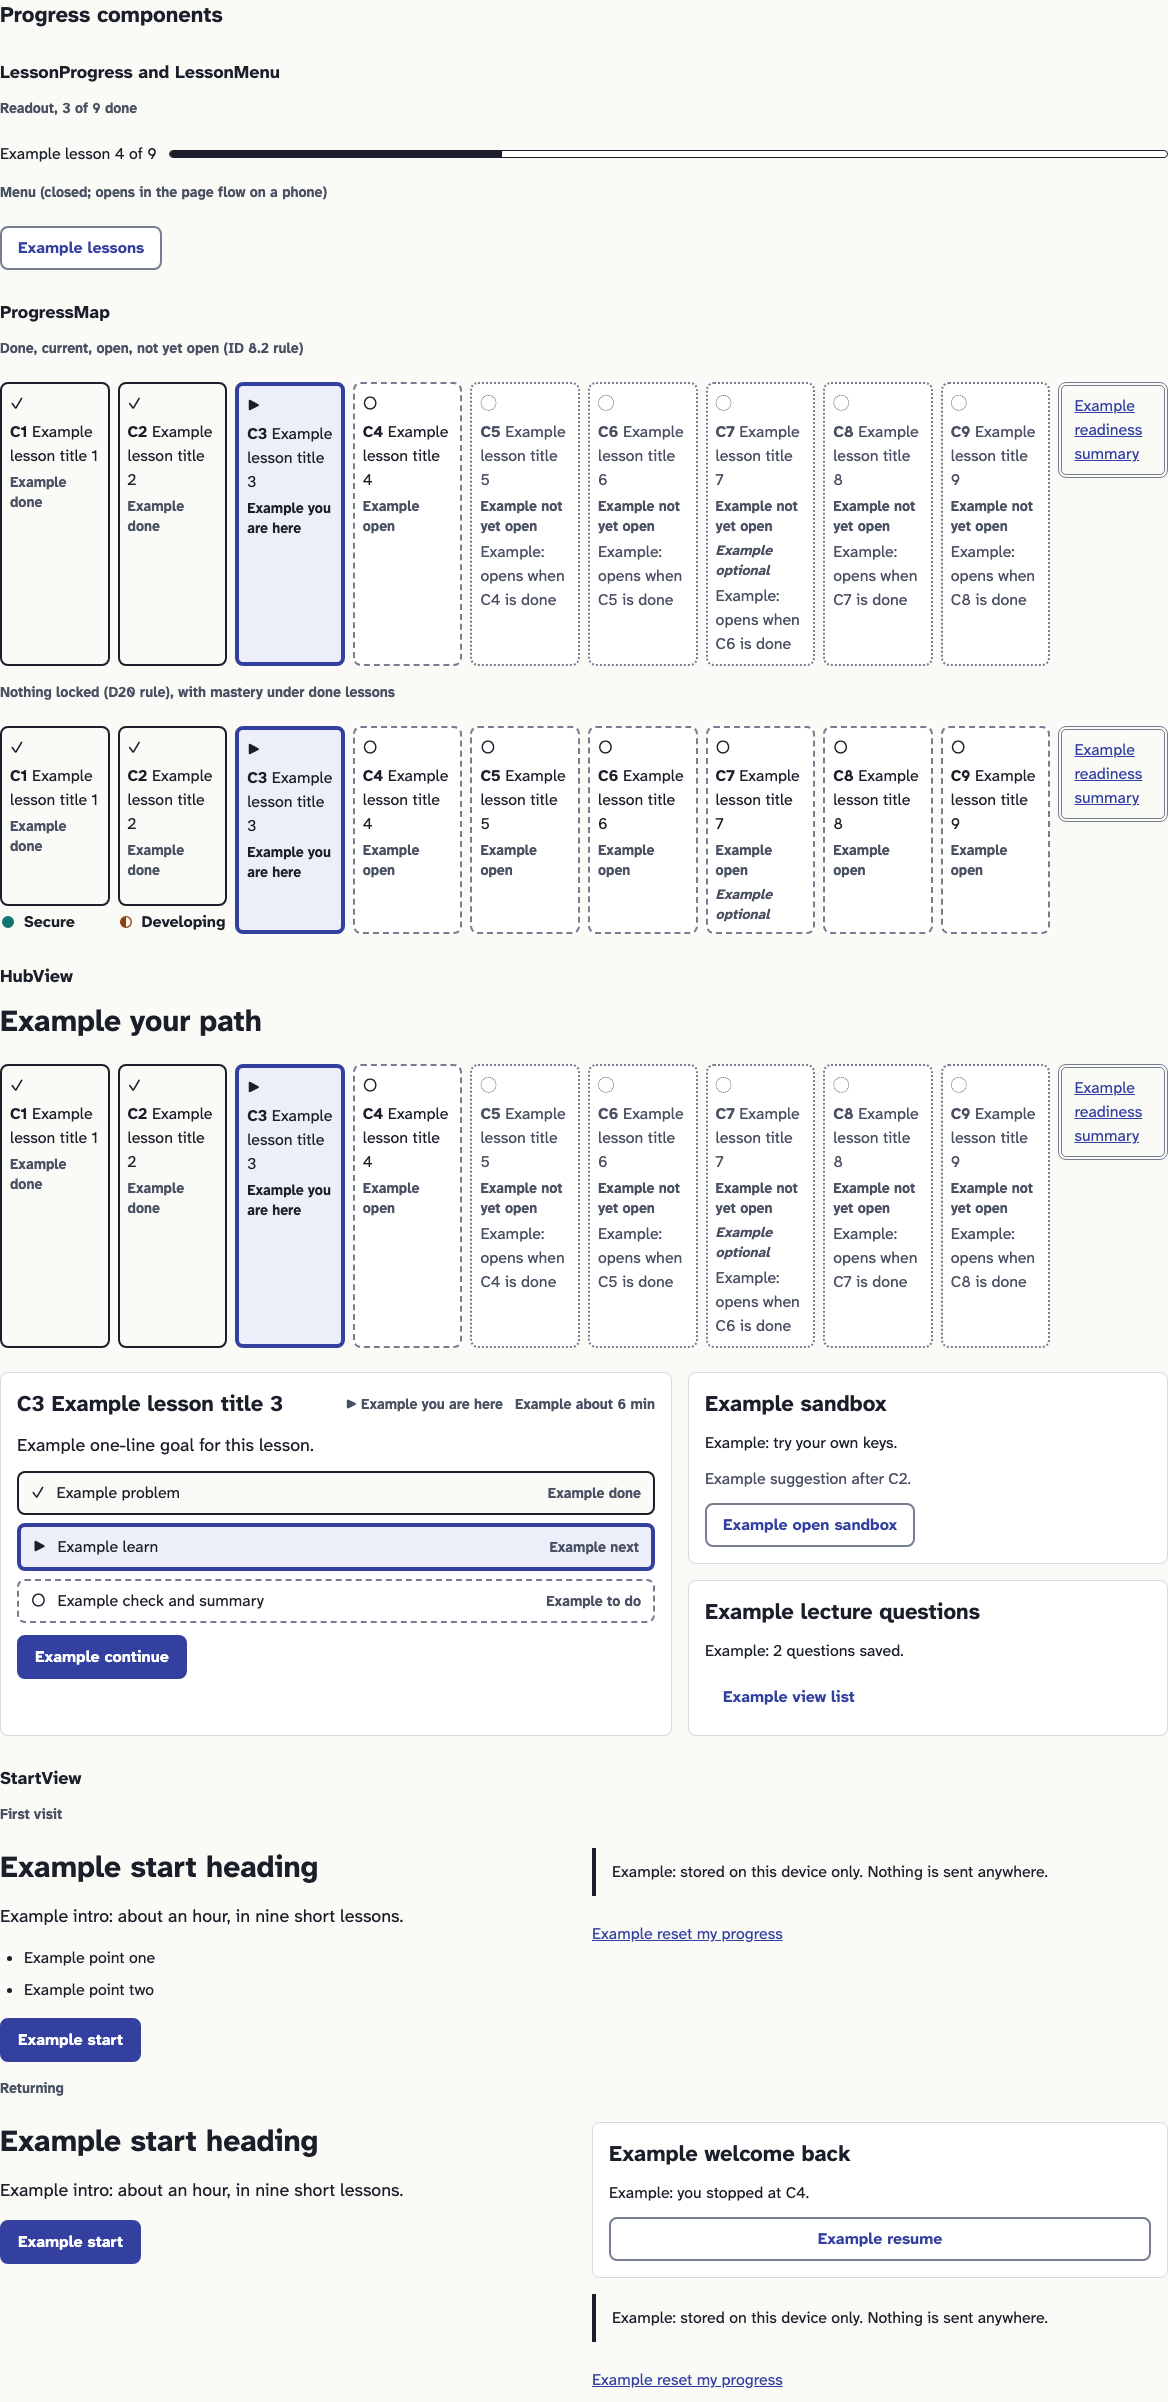 Progress components
LessonProgress and LessonMenu
Readout, 3 of 9 done
Example lesson 4 of 9
Menu (closed; opens in the page flow on a phone)
Example lessons
ProgressMap
Done, current, open, not yet open (ID 8.2 rule)
✓
C1 Example
lesson title 1
Example
done
✓
C2 Example
lesson title
2
Example
done
C3 Example
lesson title
3
Example you
are here
C4 Example
lesson title
4
Example
open
C5 Example
lesson title
5
Example not
yet open
Example:
opens when
C4 is done
C6 Example
lesson title
6
Example not
yet open
Example:
opens when
C5 is done
C7 Example
lesson title
7
Example not
yet open
Example
optional
Example:
opens when
C6 is done
C8 Example
lesson title
8
Example not
yet open
Example:
opens when
C7 is done
C9 Example
lesson title
9
Example not
yet open
Example:
opens when
C8 is done
Example
readiness
summary
Nothing locked (D20 rule), with mastery under done lessons
✓
C1 Example
lesson title 1
Example
done
Secure
✓
C2 Example
lesson title
2
Example
done
Developing
C3 Example
lesson title
3
Example you
are here
C4 Example
lesson title
4
Example
open
C5 Example
lesson title
5
Example
open
C6 Example
lesson title
6
Example
open
C7 Example
lesson title
7
Example
open
Example
optional
C8 Example
lesson title
8
Example
open
C9 Example
lesson title
9
Example
open
Example
readiness
summary
HubView
Example your path
✓
C1 Example
lesson title 1
Example
done
✓
C2 Example
lesson title
2
Example
done
C3 Example
lesson title
3
Example you
are here
C4 Example
lesson title
4
Example
open
C5 Example
lesson title
5
Example not
yet open
Example:
opens when
C4 is done
C6 Example
lesson title
6
Example not
yet open
Example:
opens when
C5 is done
C7 Example
lesson title
7
Example not
yet open
Example
optional
Example:
opens when
C6 is done
C8 Example
lesson title
8
Example not
yet open
Example:
opens when
C7 is done
C9 Example
lesson title
9
Example not
yet open
Example:
opens when
C8 is done
Example
readiness
summary
C3 Example lesson title 3
Example you are here Example about 6 min
Example one-line goal for this lesson.
✓ Example problem Example done
Example learn Example next
Example check and summary Example to do
Example continue
Example sandbox
Example: try your own keys.
Example suggestion after C2.
Example open sandbox
Example lecture questions
Example: 2 questions saved.
Example view list
StartView
First visit
Example start heading
Example intro: about an hour, in nine short lessons.
• Example point one
• Example point two
Example start
Example: stored on this device only. Nothing is sent anywhere.
Example reset my progress
Returning
Example start heading
Example intro: about an hour, in nine short lessons.
Example start
Example welcome back
Example: you stopped at C4.
Example resume
Example: stored on this device only. Nothing is sent anywhere.
Example reset my progress